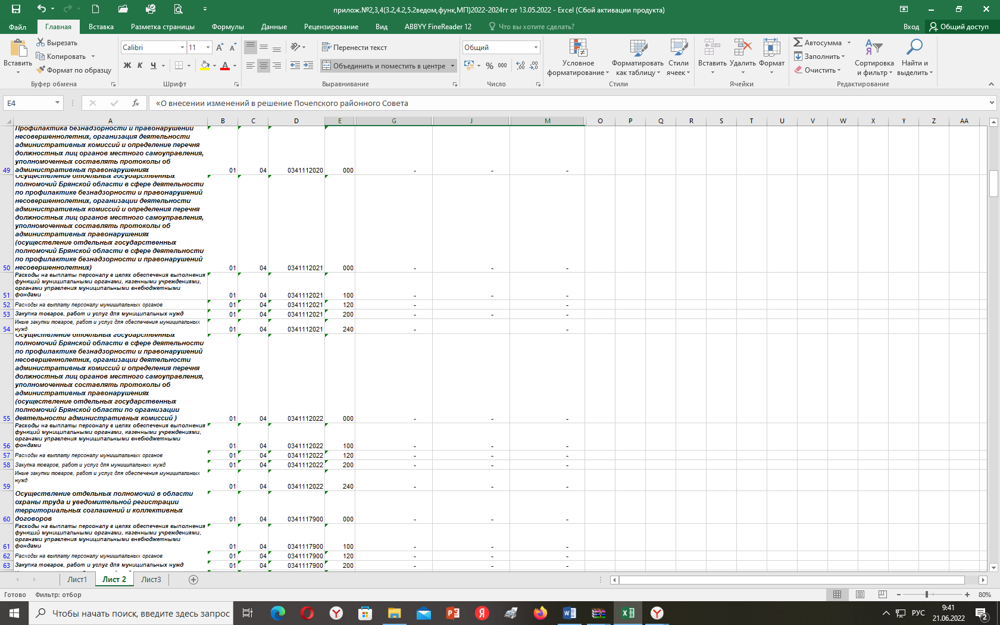 прилож.№2,3,4(3.2,4.2,5.2ведом,функ,МП)2022-2024гг от 13.05.2022 - Excel (Сбой активации продукта)
Файл Главная Вставка Разметка страницы Формулы Данные Рецензирование Вид ABBYY FineReader 12 Что вы хотите сделать? Вход Общий доступ
Вставить
Вырезать
Копировать
Формат по образцу
Буфер обмена
Calibri 11
Ж К Ч
Шрифт
Перенести текст
Объединить и поместить в центре
Выравнивание
Общий
% 000
Число
Условное форматирование
Форматировать как таблицу
Стили ячеек
Стили
Вставить Удалить Формат
Ячейки
Автосумма
Заполнить
Очистить
Сортировка и фильтр
Найти и выделить
Редактирование
E4 fx «О внесении изменений в решение Почепского районного Совета
A B C D E G J M O P Q R S T U V W X Y Z AA
Профилактика безнадзорности и правонарушений
несовершеннолетних, организация деятельности
административных комиссий и определение перечня
должностных лиц органов местного самоуправления,
уполномоченных составлять протоколы об
49 административных правонарушениях 01 04 0341112020 000 - - -
Осуществление отдельных государственных
полномочий Брянской области в сфере деятельности
по профилактике безнадзорности и правонарушений
несовершеннолетних, организации деятельности
административных комиссий и определения перечня
должностных лиц органов местного самоуправления,
уполномоченных составлять протоколы об
административных правонарушениях
(осуществление отдельных государственных
полномочий Брянской области в сфере деятельности
по профилактике безнадзорности и правонарушений
50 несовершеннолетних) 01 04 0341112021 000 - - -
Расходы на выплаты персоналу в целях обеспечения выполнения
функций муниципальными органами, казенными учреждениями,
органами управления муниципальными внебюджетными
51 фондами 01 04 0341112021 100 - - -
52 Расходы на выплату персоналу муниципальных органов 01 04 0341112021 120 - -
53 Закупка товаров, работ и услуг для муниципальных нужд 01 04 0341112021 200 - - -
Иные закупки товаров, работ и услуг для обеспечения муниципальных
54 нужд 01 04 0341112021 240 - -
Осуществление отдельных государственных
полномочий Брянской области в сфере деятельности
по профилактике безнадзорности и правонарушений
несовершеннолетних, организации деятельности
административных комиссий и определения перечня
должностных лиц органов местного самоуправления,
уполномоченных составлять протоколы об
административных правонарушениях
(осуществление отдельных государственных
полномочий Брянской области по организации
55 деятельности административных комиссий ) 01 04 0341112022 000 - - -
Расходы на выплаты персоналу в целях обеспечения выполнения
функций муниципальными органами, казенными учреждениями,
органами управления муниципальными внебюджетными
56 фондами 01 04 0341112022 100 - - -
57 Расходы на выплату персоналу муниципальных органов 01 04 0341112022 120 - - -
58 Закупка товаров, работ и услуг для муниципальных нужд 01 04 0341112022 200 - - -
Иные закупки товаров, работ и услуг для обеспечения муниципальных
нужд
59 01 04 0341112022 240 - - -
Осуществление отдельных полномочий в области
охраны труда и уведомительной регистрации
территориальных соглашений и коллективных
60 договоров 01 04 0341117900 000 - - -
Расходы на выплаты персоналу в целях обеспечения выполнения
функций муниципальными органами, казенными учреждениями,
органами управления муниципальными внебюджетными
61 фондами 01 04 0341117900 100 - - -
62 Расходы на выплату персоналу муниципальных органов 01 04 0341117900 120 - - -
63 Закупка товаров, работ и услуг для муниципальных нужд 01 04 0341117900 200 - - -
Лист1 Лист 2 Лист3
Готово Фильтр: отбор 80%
Чтобы начать поиск, введите здесь запрос
РУС
9:41
21.06.2022
2